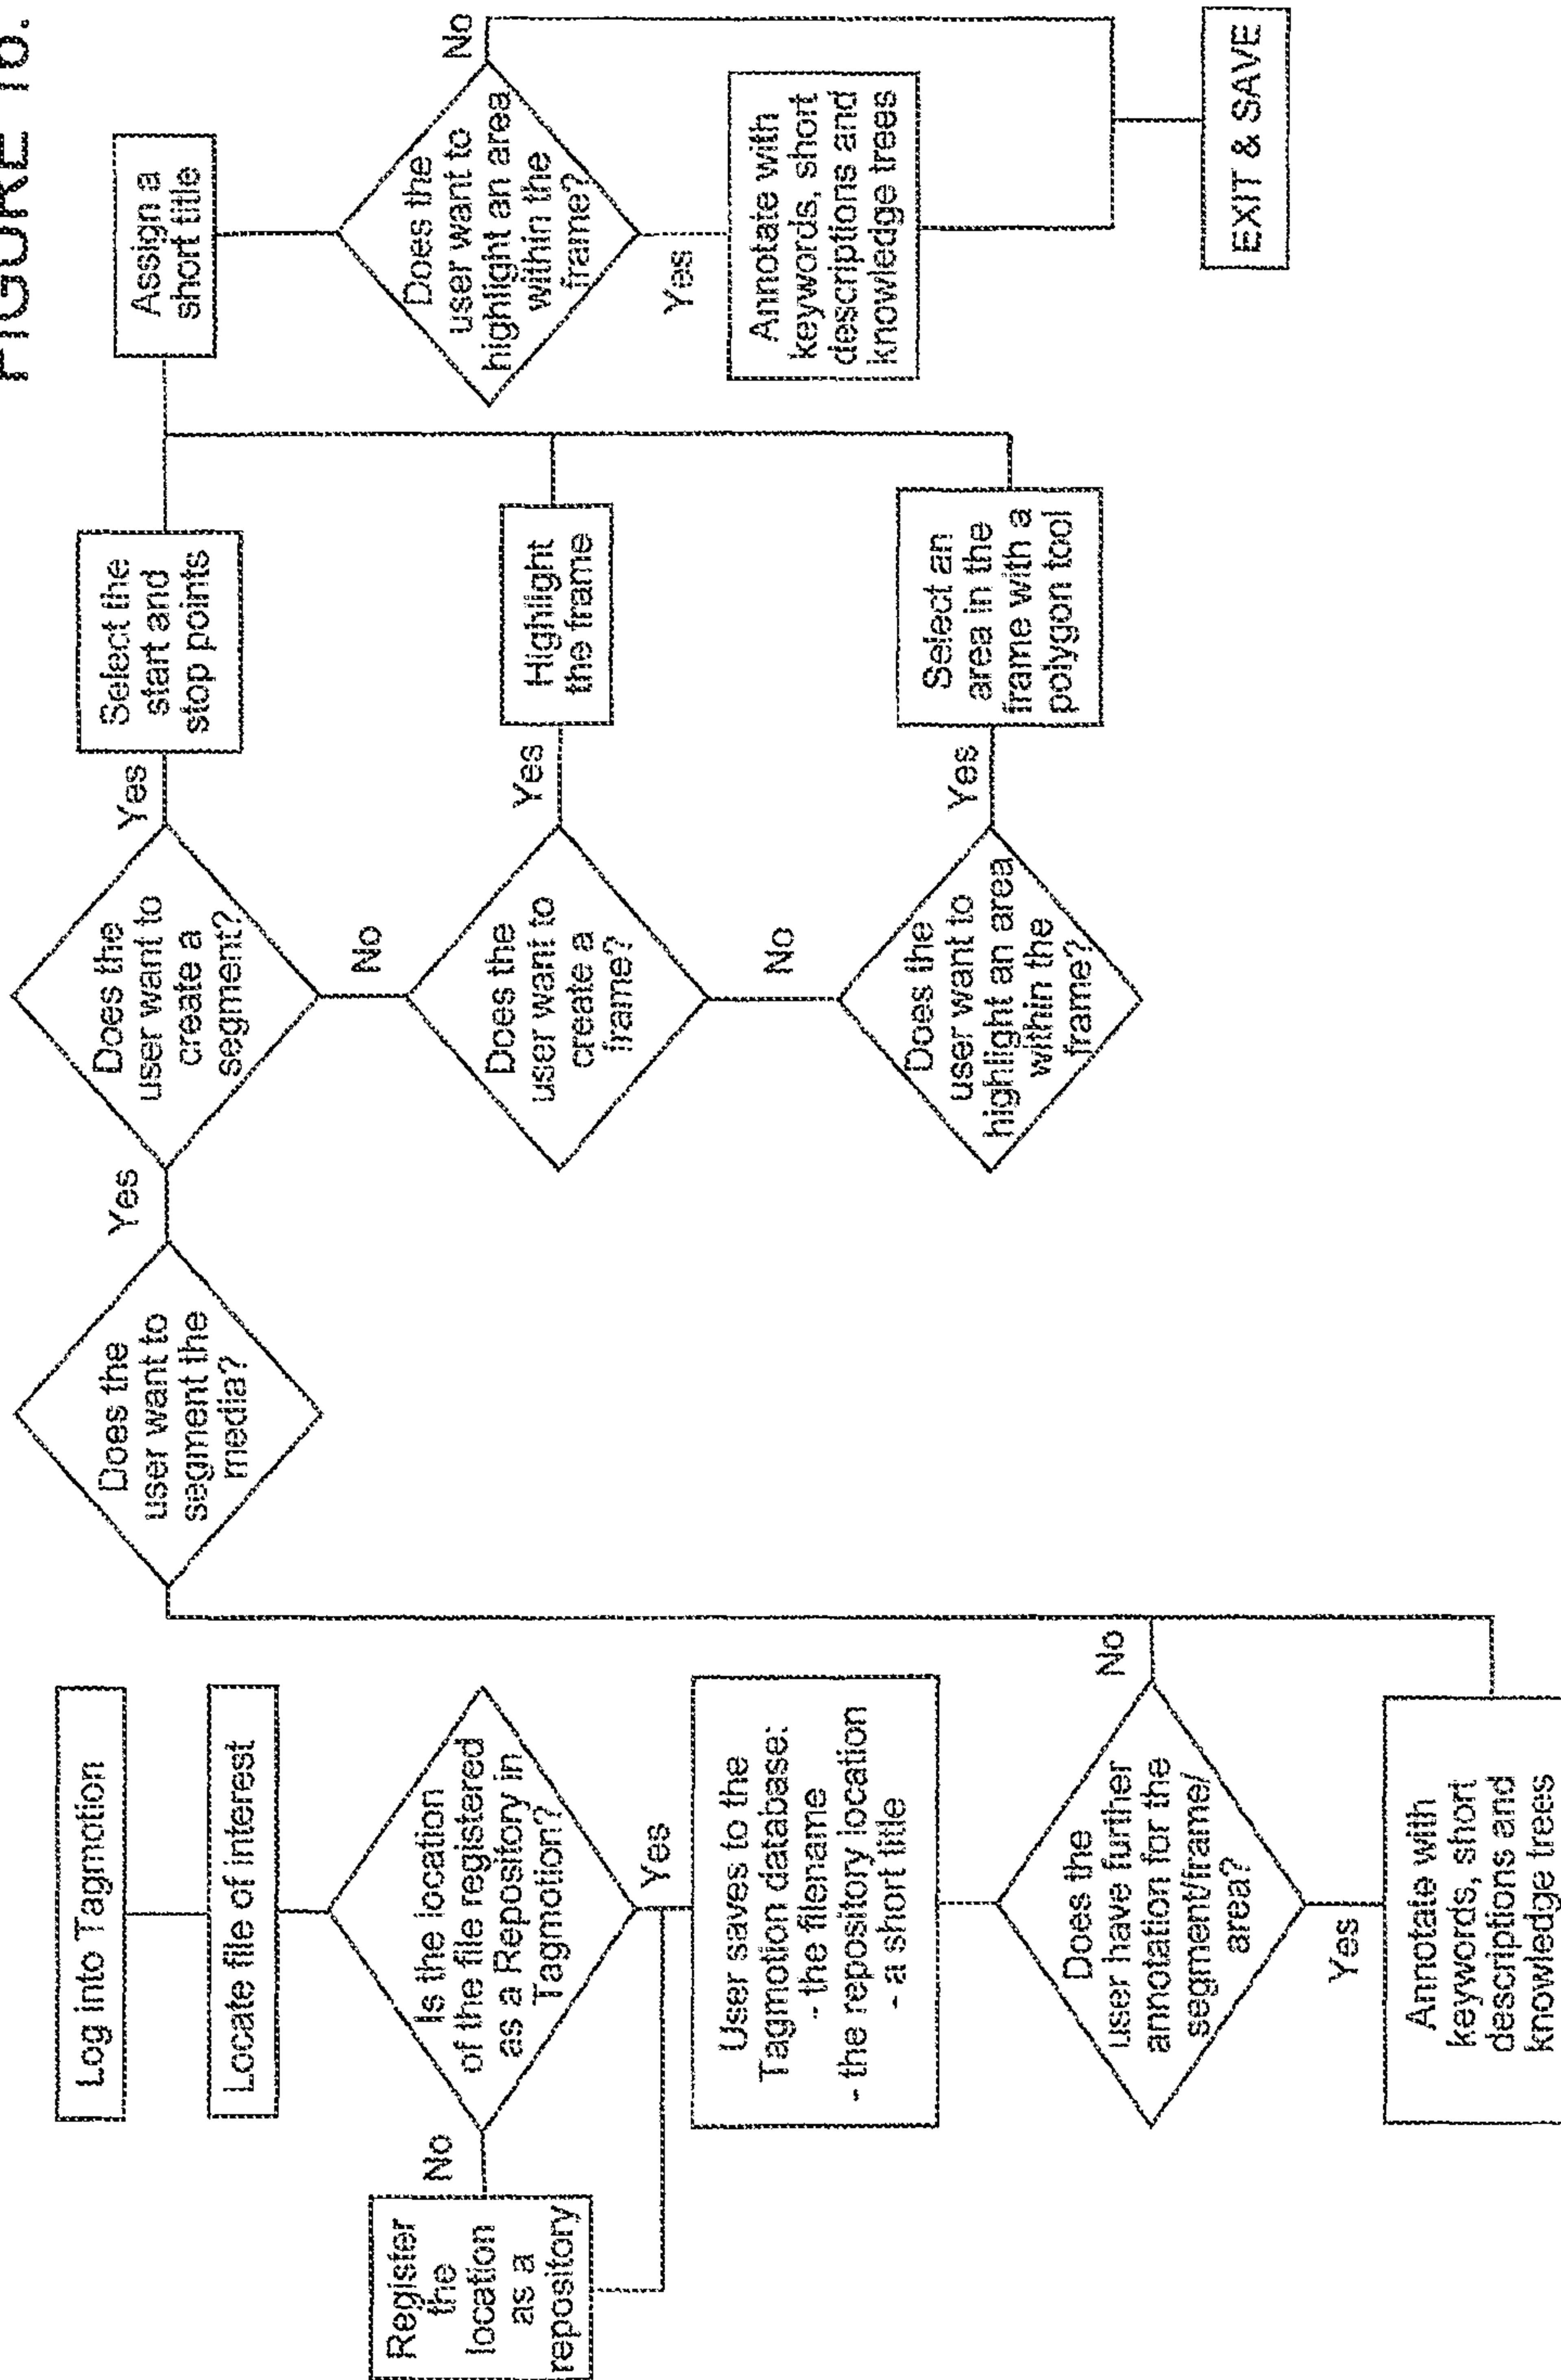 FIGURE 16.
Log into Tagmotion
Locate file of interest
Is the location
of the file registered
as a Repository in
Tagmotion?
No
Register
the
location
as a
repository
Yes
User saves to the
Tagmotion database:
- the filename
- the repository location
- a short title
Does the
user have further
annotation for the
segment/frame/
area?
No
Yes
Annotate with
keywords, short
descriptions and
knowledge trees
Does the
user want to
segment the
media?
Yes
Does the
user want to
create a
segment?
Yes
Select the
start and
stop points
No
Does the
user want to
create a
frame?
Yes
Highlight
the frame
No
Does the
user want to
highlight an area
within the
frame?
Yes
Select an
area in the
frame with a
polygon tool
Assign a
short title
Does the
user want to
highlight an area
within the
frame?
No
Yes
Annotate with
keywords, short
descriptions and
knowledge trees
EXIT & SAVE